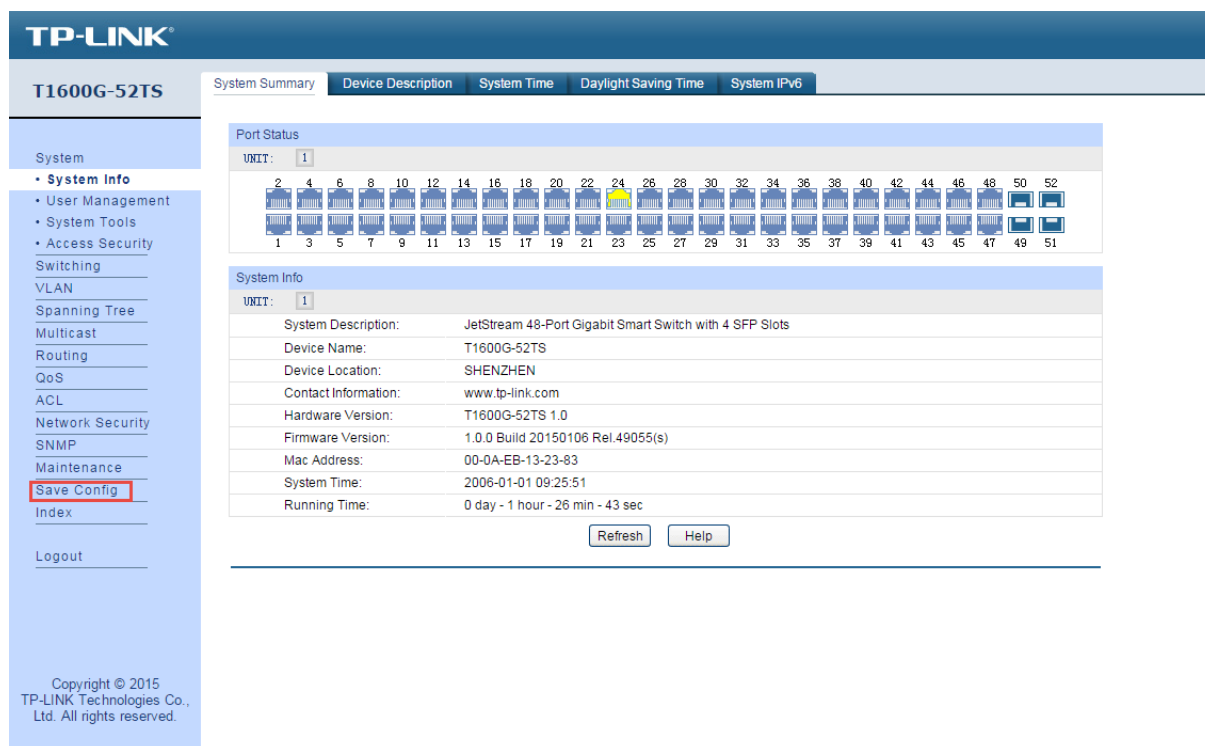 TP-LINK®
T1600G-52TS
System Summary Device Description System Time Daylight Saving Time System IPv6
System
• System Info
• User Management
• System Tools
• Access Security
Switching
VLAN
Spanning Tree
Multicast
Routing
QoS
ACL
Network Security
SNMP
Maintenance
Save Config
Index
Logout
Copyright © 2015
TP-LINK Technologies Co.,
Ltd. All rights reserved.
Port Status
UNIT: 1
2 4 6 8 10 12 14 16 18 20 22 24 26 28 30 32 34 36 38 40 42 44 46 48 50 52
1 3 5 7 9 11 13 15 17 19 21 23 25 27 29 31 33 35 37 39 41 43 45 47 49 51
System Info
UNIT: 1
System Description: JetStream 48-Port Gigabit Smart Switch with 4 SFP Slots
Device Name: T1600G-52TS
Device Location: SHENZHEN
Contact Information: www.tp-link.com
Hardware Version: T1600G-52TS 1.0
Firmware Version: 1.0.0 Build 20150106 Rel.49055(s)
Mac Address: 00-0A-EB-13-23-83
System Time: 2006-01-01 09:25:51
Running Time: 0 day - 1 hour - 26 min - 43 sec
Refresh Help